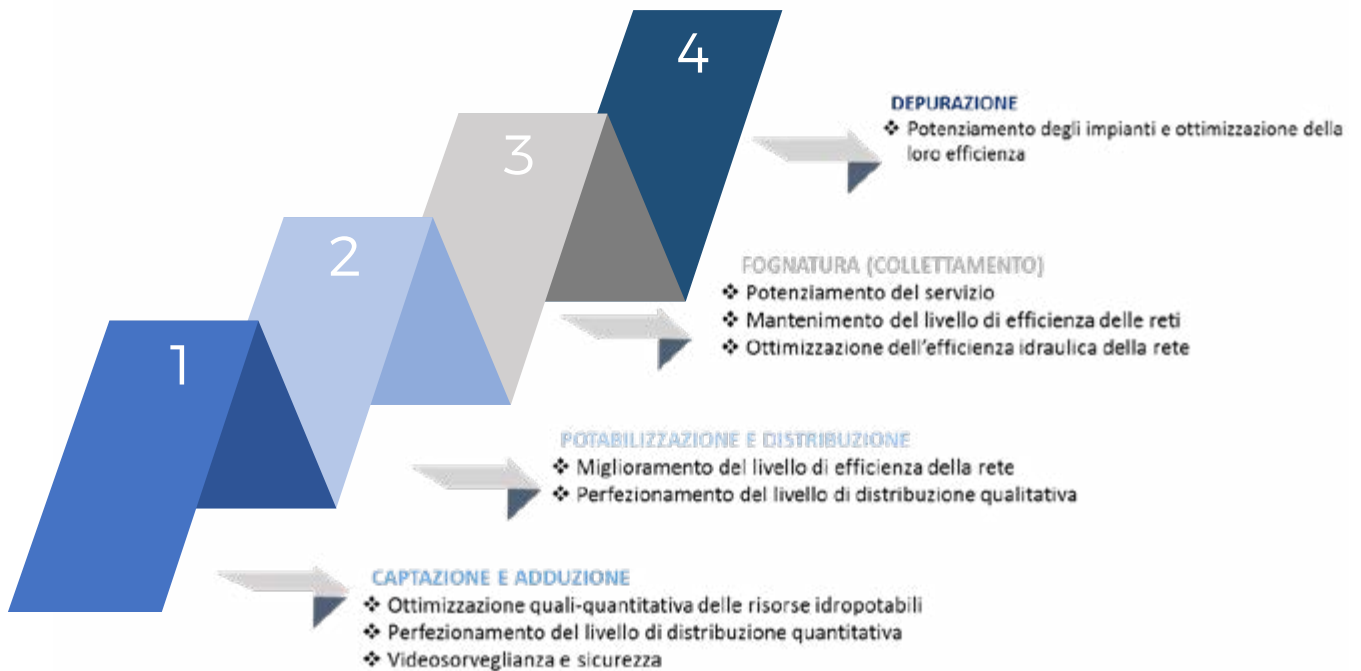 4
DEPURAZIONE
❖ Potenziamento degli impianti e ottimizzazione della
loro efficienza
3
FOGNATURA (COLLETTAMENTO)
❖ Potenziamento del servizio
❖ Mantenimento del livello di efficienza delle reti
❖ Ottimizzazione dell'efficienza idraulica della rete
2
POTABILIZZAZIONE E DISTRIBUZIONE
❖ Miglioramento del livello di efficienza della rete
❖ Perfezionamento del livello di distribuzione qualitativa
1
CAPTAZIONE E ADDUZIONE
❖ Ottimizzazione quali-quantitativa delle risorse idropotabili
❖ Perfezionamento del livello di distribuzione quantitativa
❖ Videosorveglianza e sicurezza